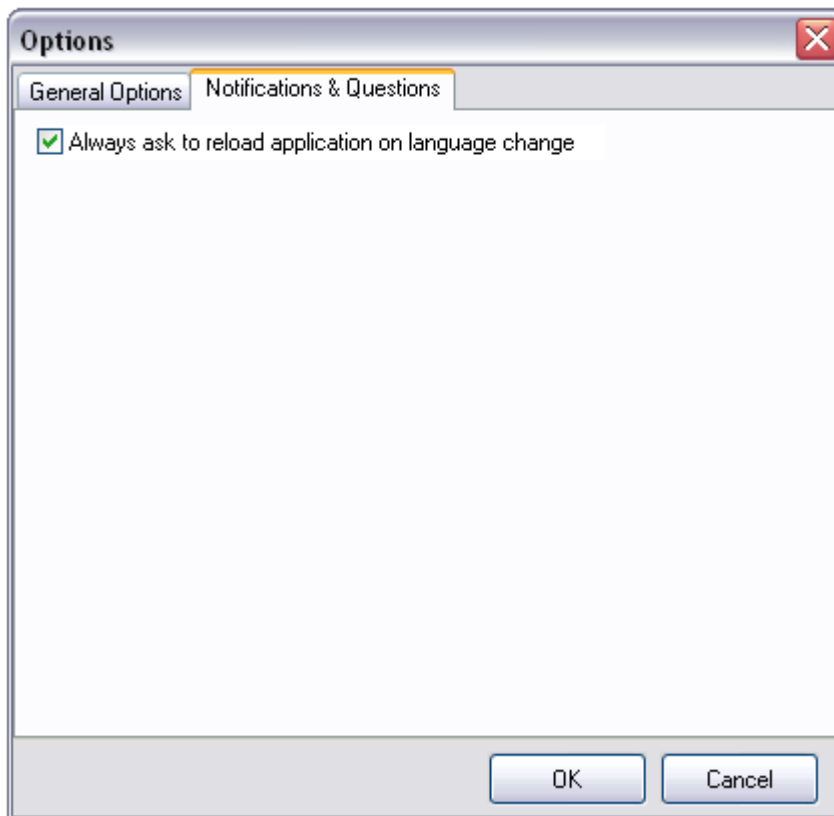 Options
General Options
Notifications & Questions
Always ask to reload application on language change
OK
Cancel